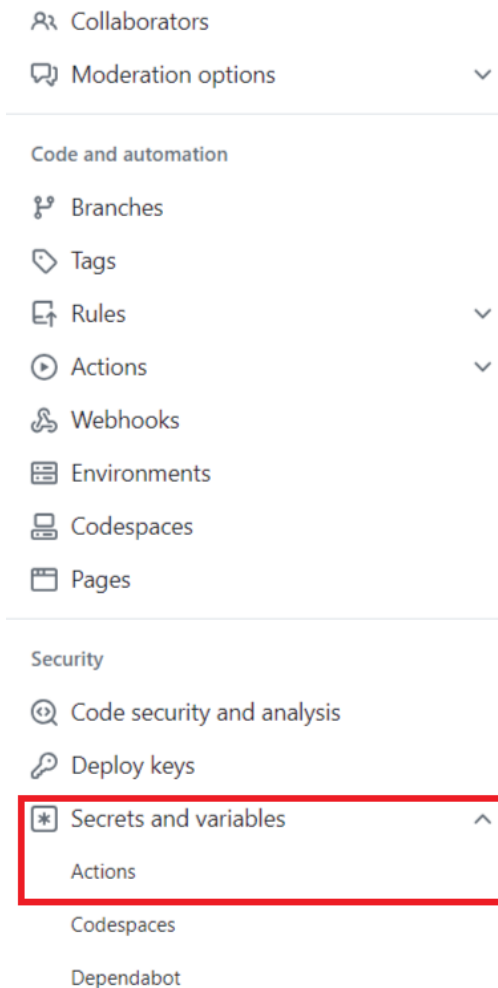 Collaborators
Moderation options
Code and automation
Branches
Tags
Rules
Actions
Webhooks
Environments
Codespaces
Pages
Security
Code security and analysis
Deploy keys
Secrets and variables
Actions
Codespaces
Dependabot